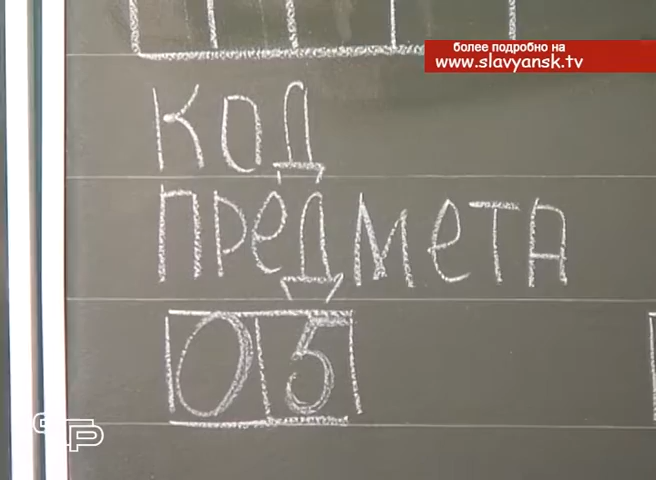 более подробно на
www.slavyansk.tv
код
предмета
05